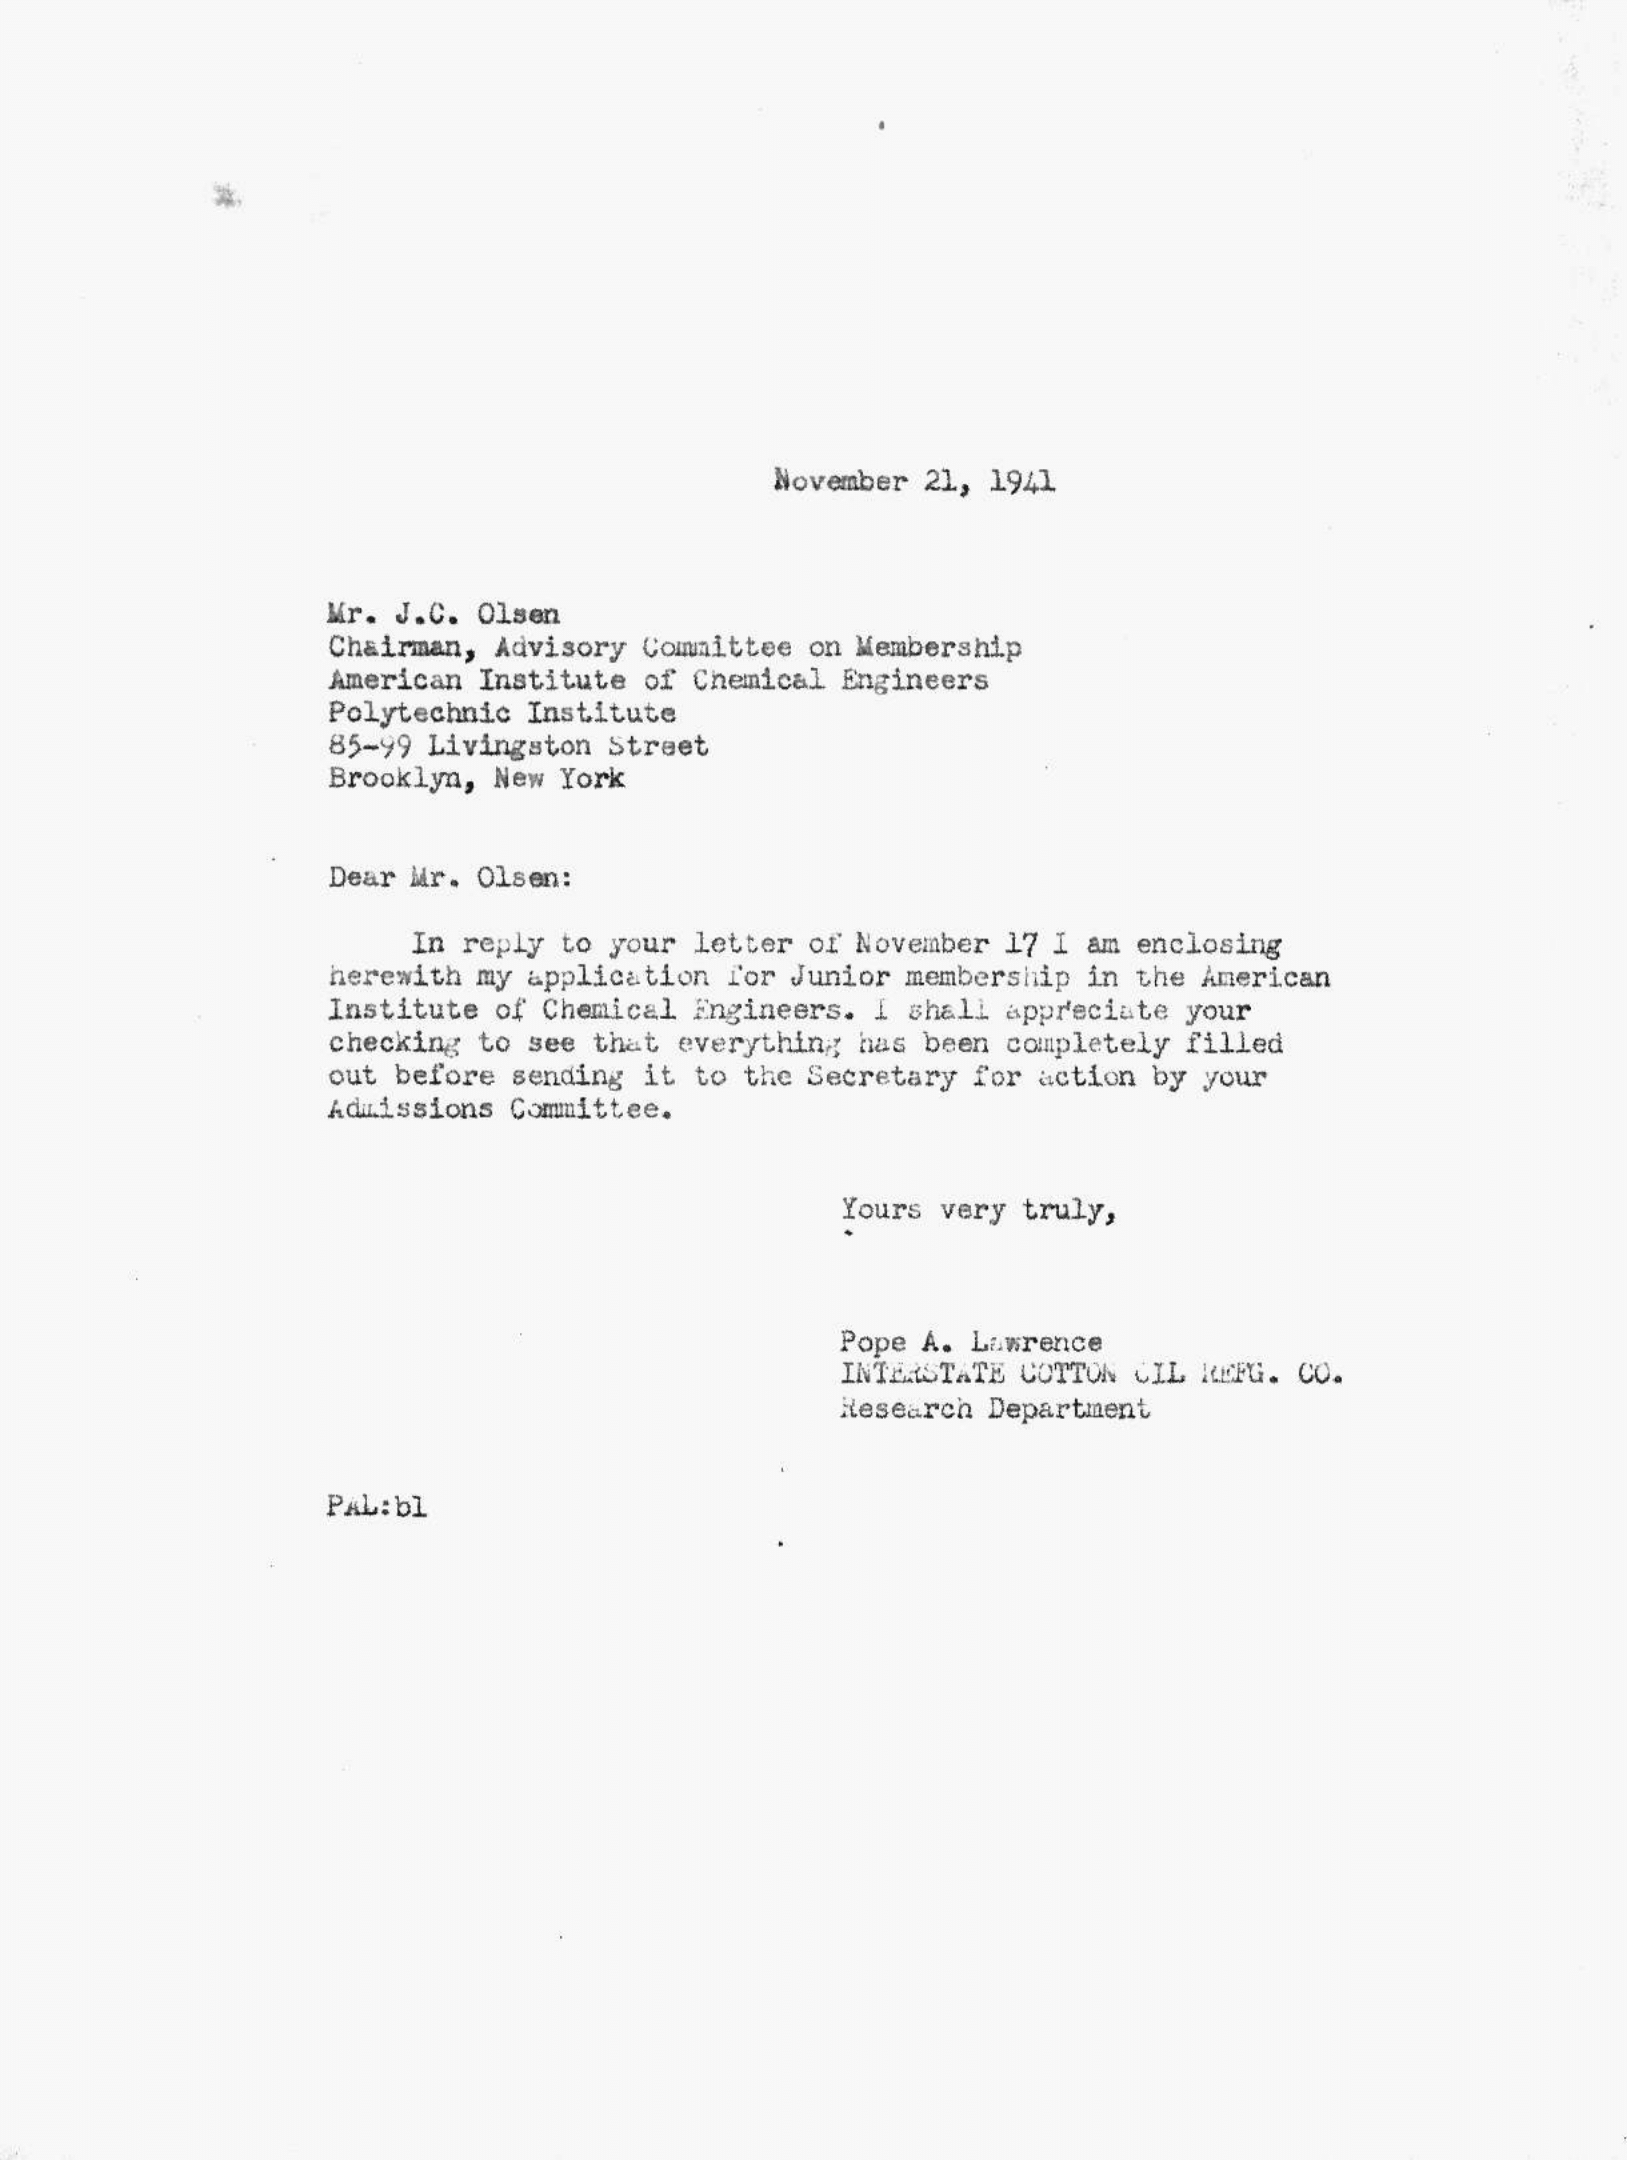 November 21, 1941
Mr. J.C. Olsen
Chairman, Advisory Committee on Membership
American Institute of Chemical Engineers
Polytechnic Institute
85-99 Livingston Street
Brooklyn, New York
Dear Mr. Olsen:
In reply to your letter of November 17 I am enclosing
herewith my application for Junior membership in the American
Institute of Chemical Engineers. I shall appreciate your
checking to see that everything has been completely filled
out before sending it to the Secretary for action by your
Admissions Committee.
Yours very truly,
Pope A. Lawrence
INTERSTATE COTTON OIL REFG. CO.
Research Department
PAL:bl